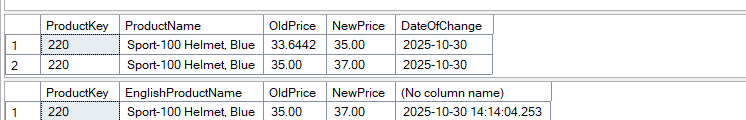 ProductKey ProductName OldPrice NewPrice DateOfChange
1 220 Sport-100 Helmet, Blue 33.6442 35.00 2025-10-30
2 220 Sport-100 Helmet, Blue 35.00 37.00 2025-10-30
ProductKey EnglishProductName OldPrice NewPrice (No column name)
1 220 Sport-100 Helmet, Blue 35.00 37.00 2025-10-30 14:14:04.253